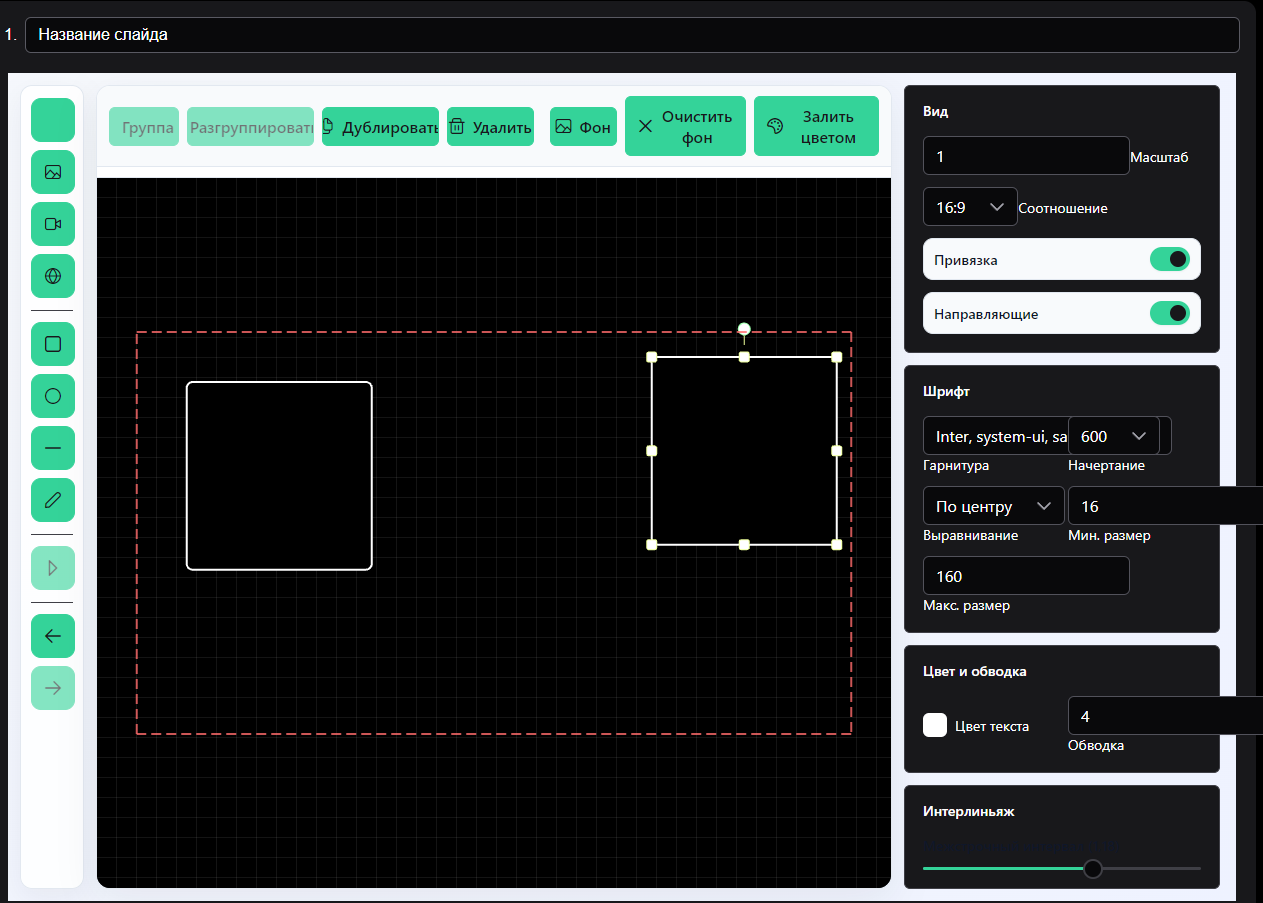 1.
Название слайда
Группа
Разгруппироват
Дублировать
Удалить
Фон
Очистить
фон
Залить
цветом
Вид
1
Масштаб
16:9
Соотношение
Привязка
Направляющие
Шрифт
Inter, system-ui, sa
600
Гарнитура
Начертание
По центру
16
Выравнивание
Мин. размер
160
Макс. размер
Цвет и обводка
Цвет текста
4
Обводка
Интерлиньяж